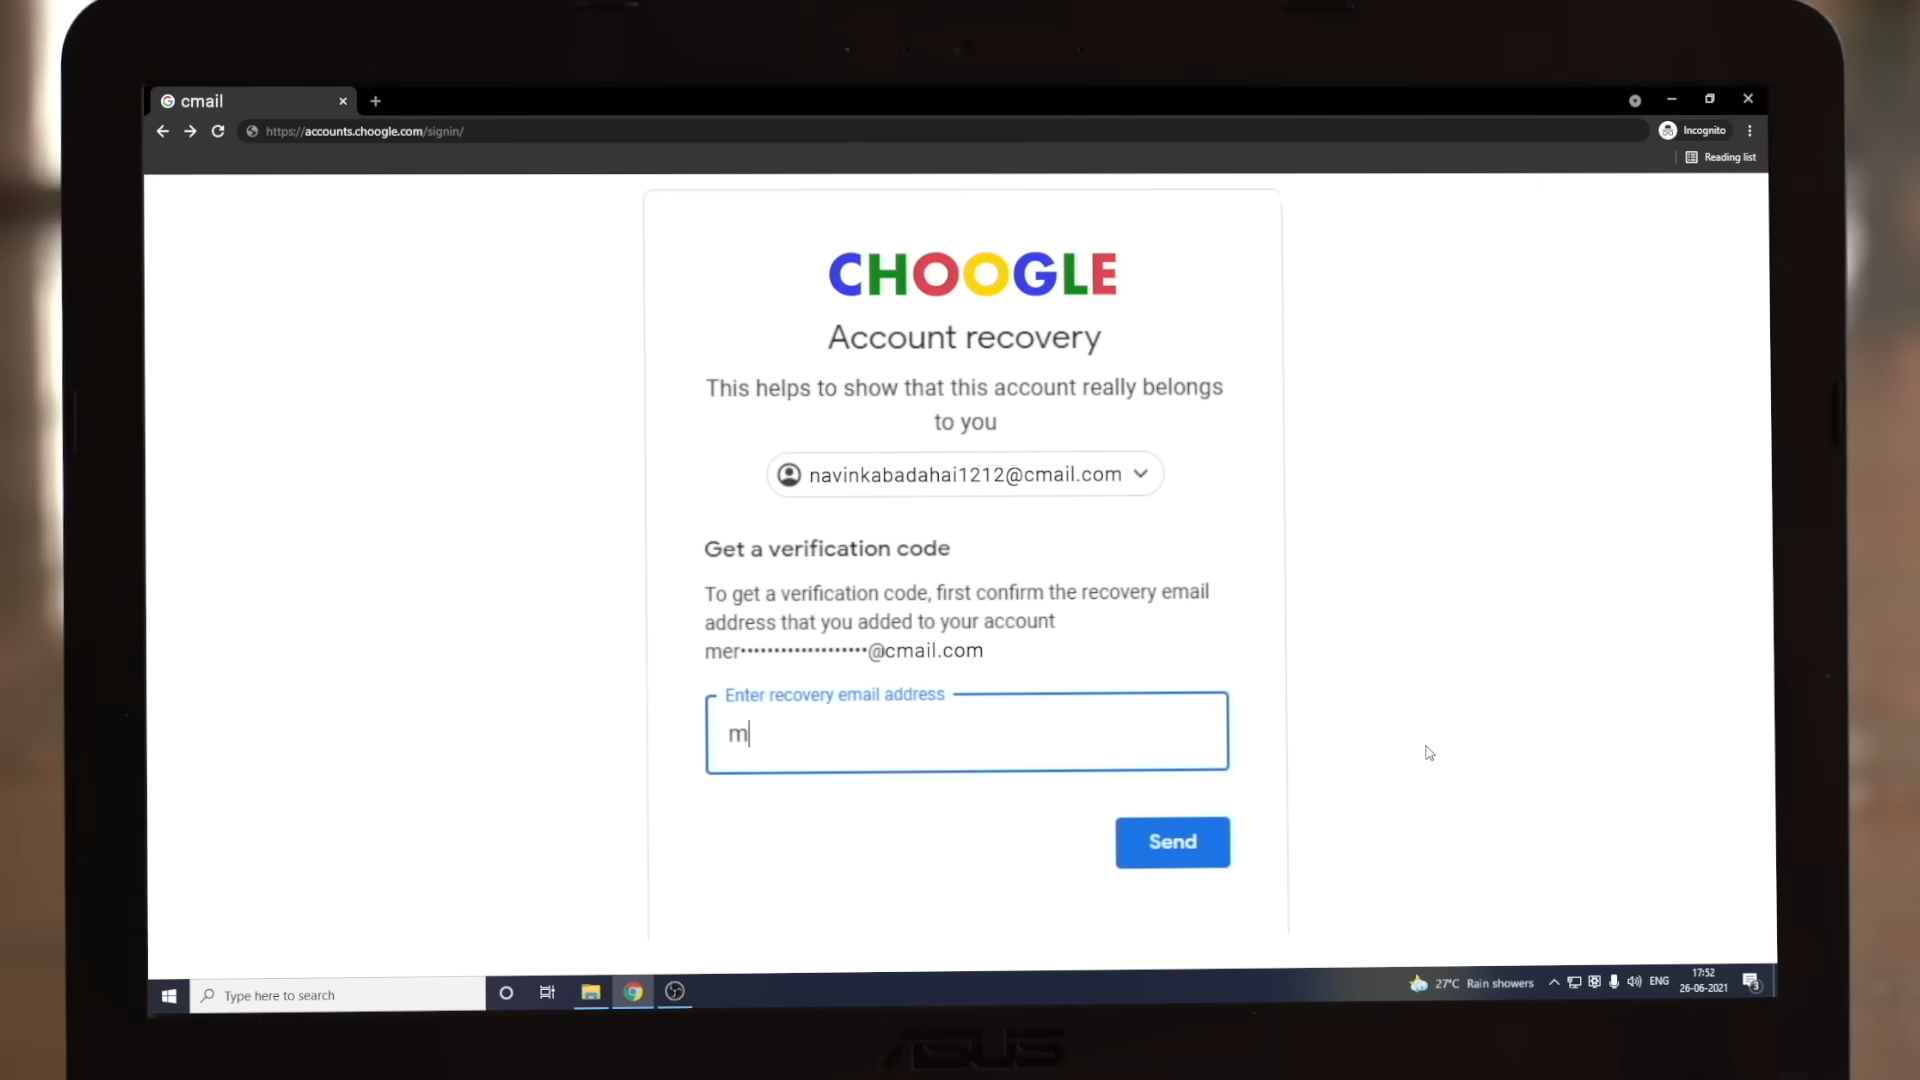 cmail
https://accounts.choogle.com/signin/
Incognito
Reading list
CHOOGLE
Account recovery
This helps to show that this account really belongs
to you
navinkabadahai1212@cmail.com
Get a verification code
To get a verification code, first confirm the recovery email
address that you added to your account
mer•••••••••••••••••••@cmail.com
Enter recovery email address
m
Send
Type here to search
27°C Rain showers
ENG
17:52
26-06-2021
3
ASUS